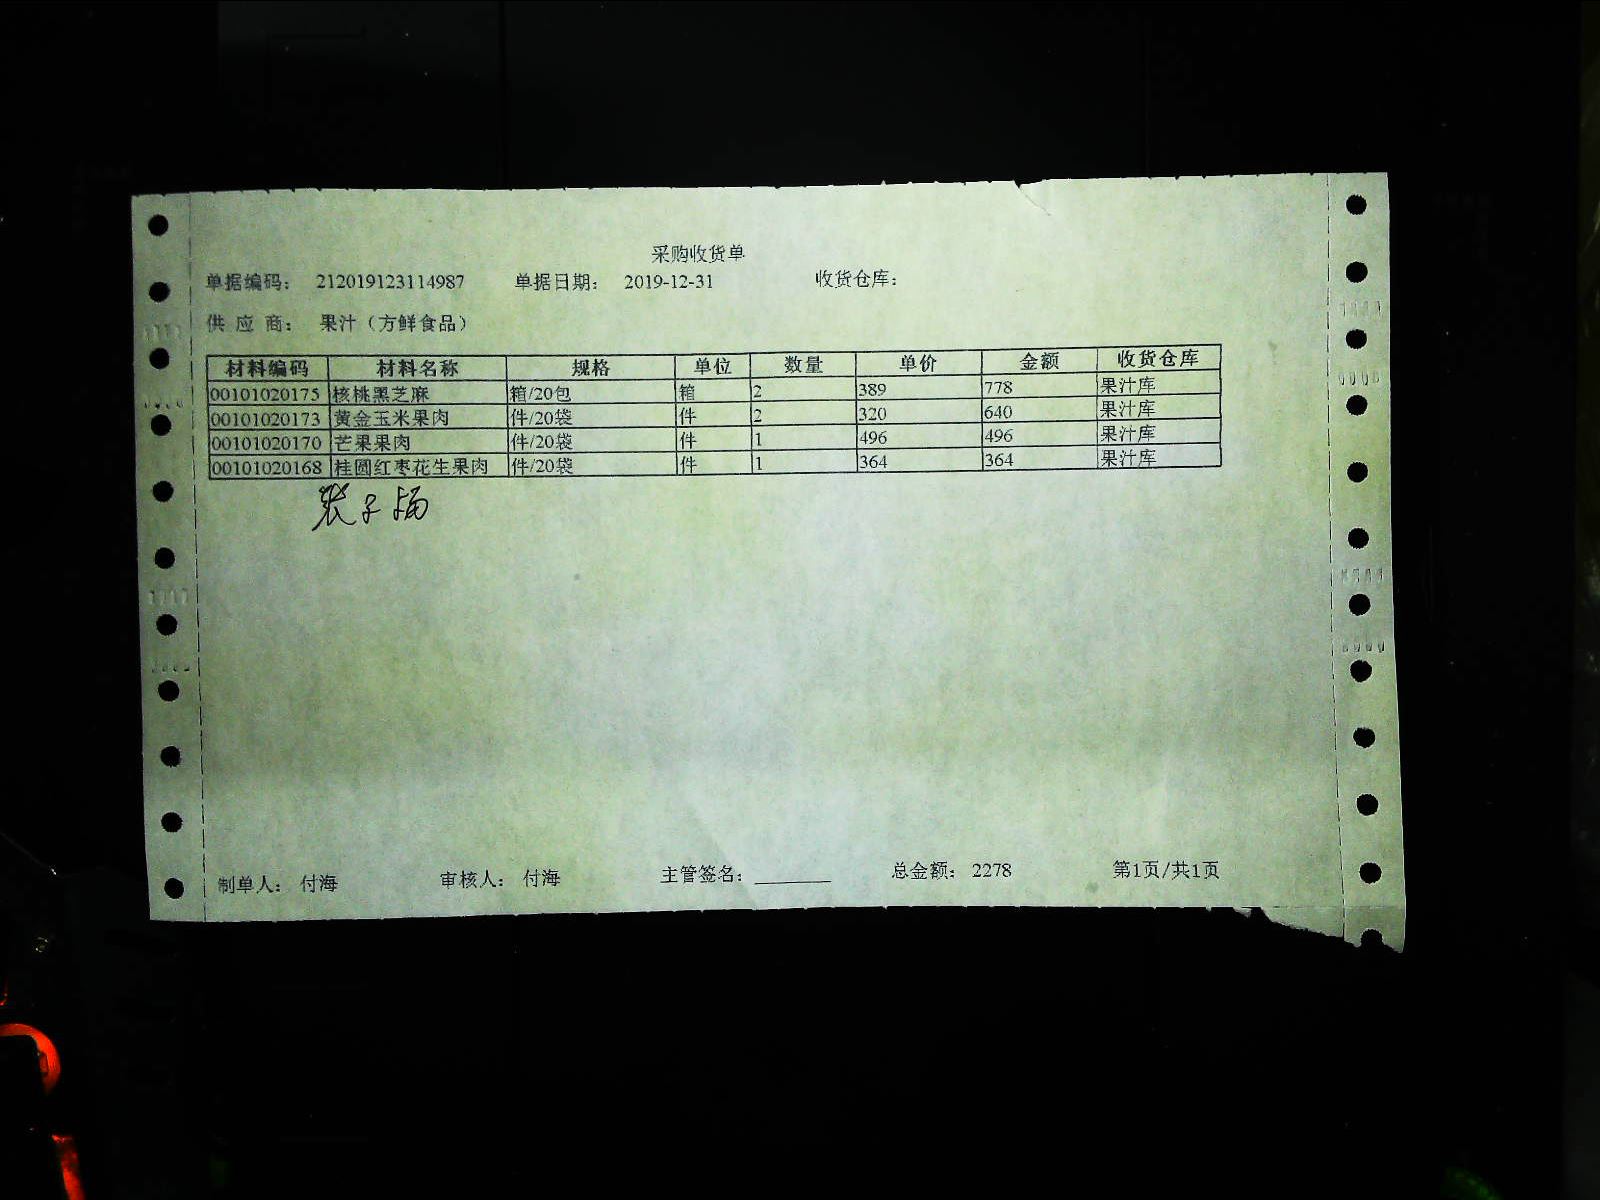 采购收货单
单据编码: 212019123114987 单据日期: 2019-12-31 收货仓库:
供 应 商: 果汁(方鲜食品)
材料编码 材料名称 规格 单位 数量 单价 金额 收货仓库
00101020175 核桃黑芝麻 箱/20包 箱 2 389 778 果汁库
00101020173 黄金玉米果肉 件/20袋 件 2 320 640 果汁库
00101020170 芒果果肉 件/20袋 件 1 496 496 果汁库
00101020168 桂圆红枣花生果肉 件/20袋 件 1 364 364 果汁库
制单人: 付海 审核人: 付海 主管签名: 总金额: 2278 第1页/共1页